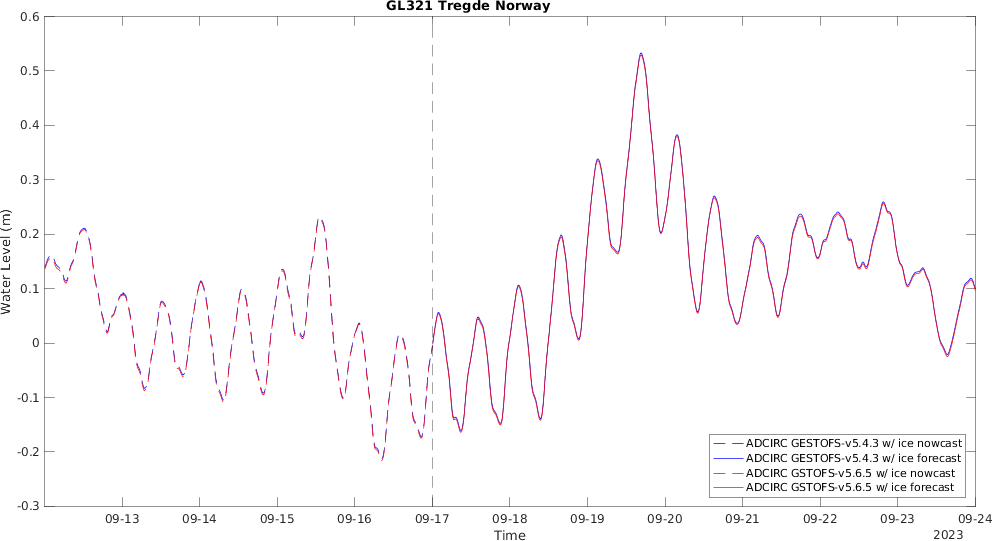 GL321 Tregde Norway
0.6
0.5
0.4
0.3
0.2
0.1
0
-0.1
-0.2
-0.3
Water Level (m)
ADCIRC GESTOFS-v5.4.3 w/ ice nowcast
ADCIRC GESTOFS-v5.4.3 w/ ice forecast
ADCIRC GSTOFS-v5.6.5 w/ ice nowcast
ADCIRC GSTOFS-v5.6.5 w/ ice forecast
09-13 09-14 09-15 09-16 09-17 09-18 09-19 09-20 09-21 09-22 09-23 09-24
Time
2023